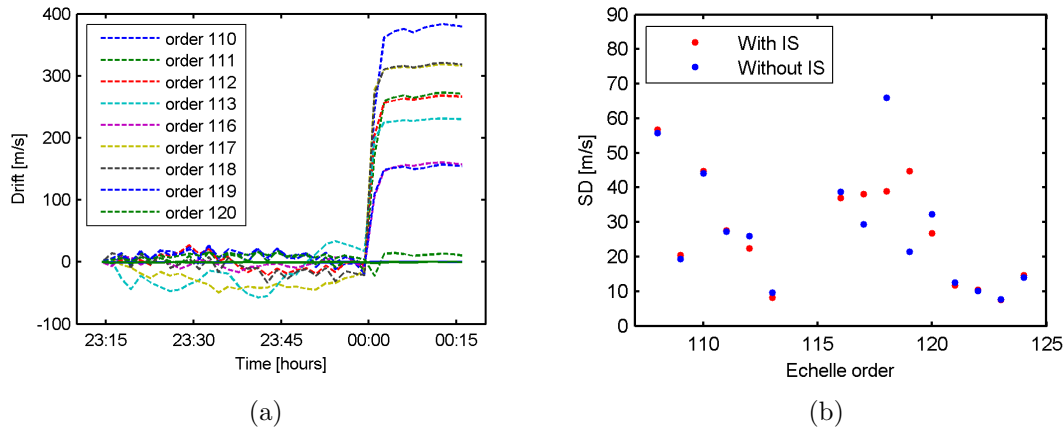 400
300
200
100
0
-100
Drift [m/s]
order 110
order 111
order 112
order 113
order 116
order 117
order 118
order 119
order 120
23:15 23:30 23:45 00:00 00:15
Time [hours]
(a)
90
80
70
60
50
40
30
20
10
0
SD [m/s]
With IS
Without IS
110 115 120 125
Echelle order
(b)